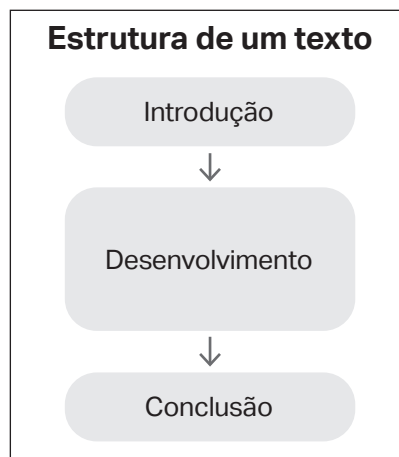 Estrutura de um texto
Introdução
Desenvolvimento
Conclusão